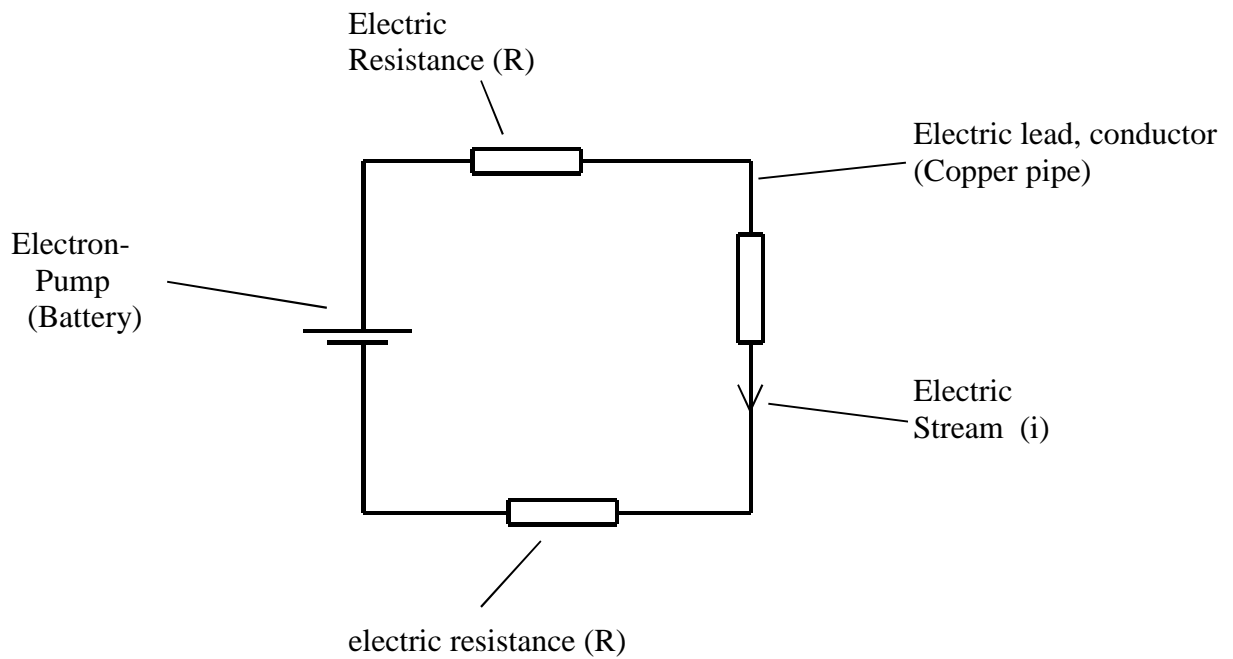 Electric
Resistance (R)
Electric lead, conductor
(Copper pipe)
Electron-
Pump
(Battery)
Electric
Stream (i)
electric resistance (R)